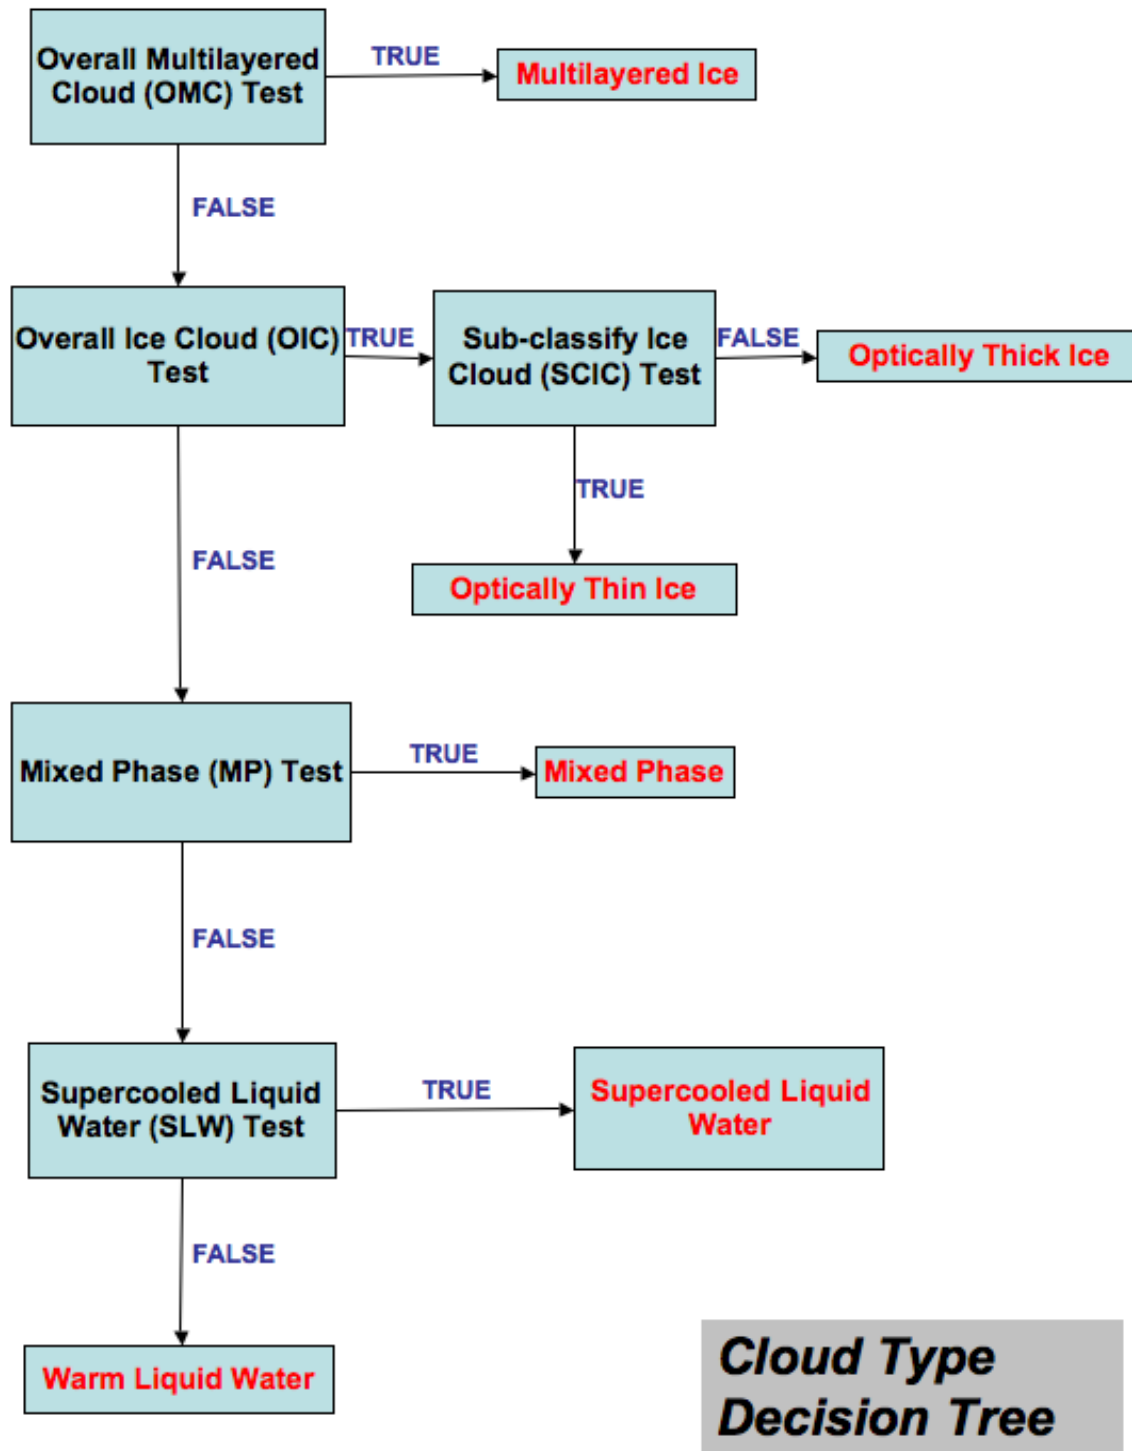 Overall Multilayered
Cloud (OMC) Test
TRUE
Multilayered Ice
FALSE
Overall Ice Cloud (OIC)
Test
TRUE
Sub-classify Ice
Cloud (SCIC) Test
FALSE
Optically Thick Ice
TRUE
Optically Thin Ice
FALSE
Mixed Phase (MP) Test
TRUE
Mixed Phase
FALSE
Supercooled Liquid
Water (SLW) Test
TRUE
Supercooled Liquid
Water
FALSE
Warm Liquid Water
Cloud Type
Decision Tree